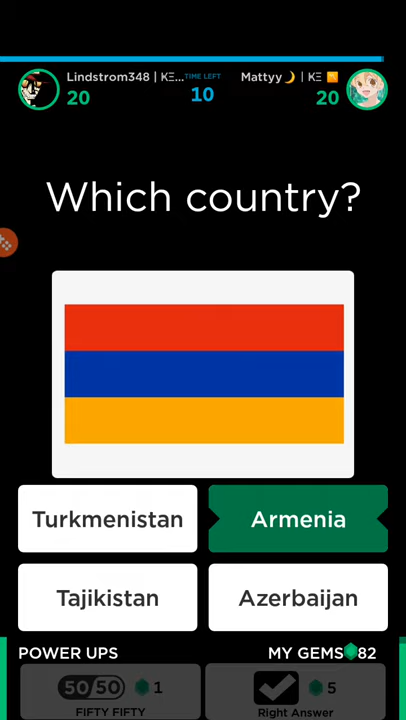 Lindstrom348 | KΞ... TIME LEFT Mattyy🌙 | KΞ
20 10 20
Which country?
Turkmenistan Armenia
Tajikistan Azerbaijan
POWER UPS MY GEMS 82
50/50 1 5
FIFTY FIFTY Right Answer